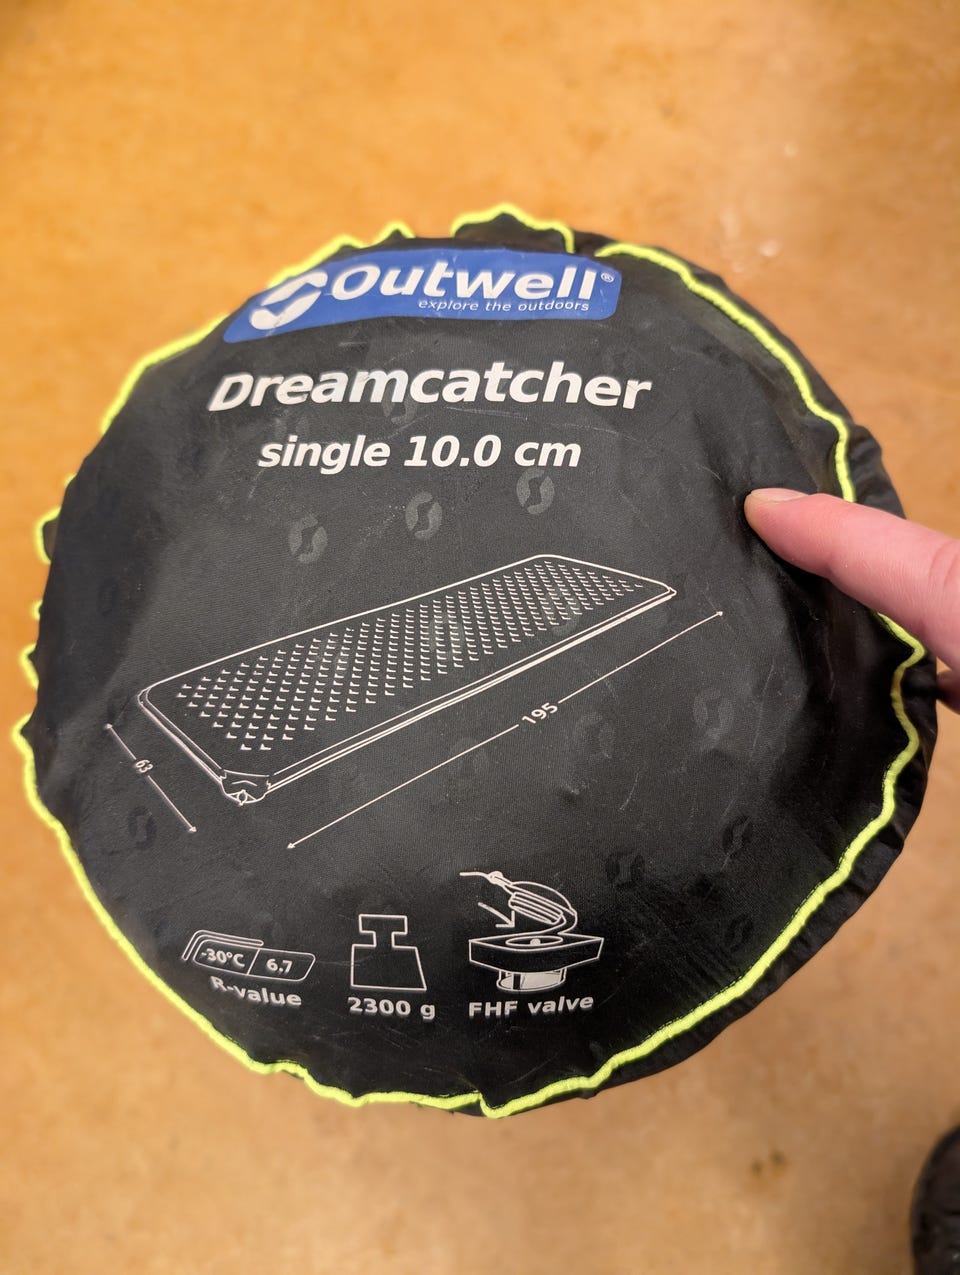 Outwell®
explore the outdoors
Dreamcatcher
single 10.0 cm
195
63
-30°C 6.7
R-value
2300 g
FHF valve